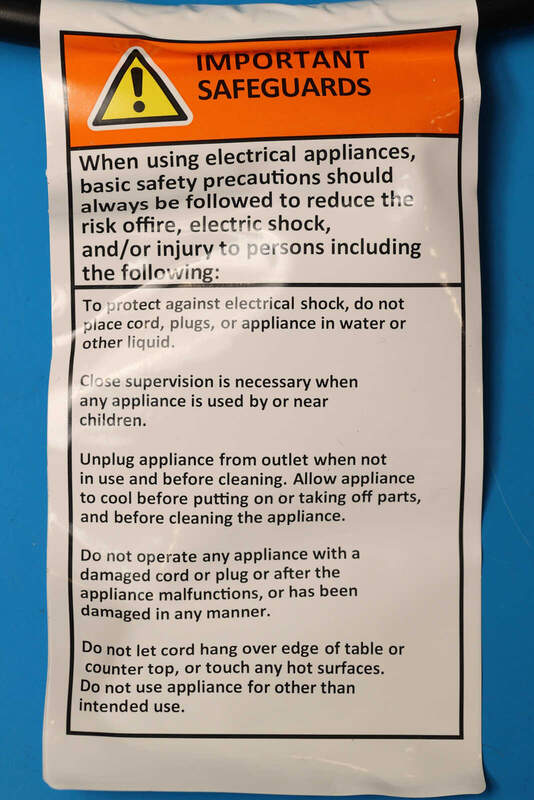 IMPORTANT
SAFEGUARDS
When using electrical appliances,
basic safety precautions should
always be followed to reduce the
risk offire, electric shock,
and/or injury to persons including
the following:
To protect against electrical shock, do not
place cord, plugs, or appliance in water or
other liquid.
Close supervision is necessary when
any appliance is used by or near
children.
Unplug appliance from outlet when not
in use and before cleaning. Allow appliance
to cool before putting on or taking off parts,
and before cleaning the appliance.
Do not operate any appliance with a
damaged cord or plug or after the
appliance malfunctions, or has been
damaged in any manner.
Do not let cord hang over edge of table or
counter top, or touch any hot surfaces.
Do not use appliance for other than
intended use.